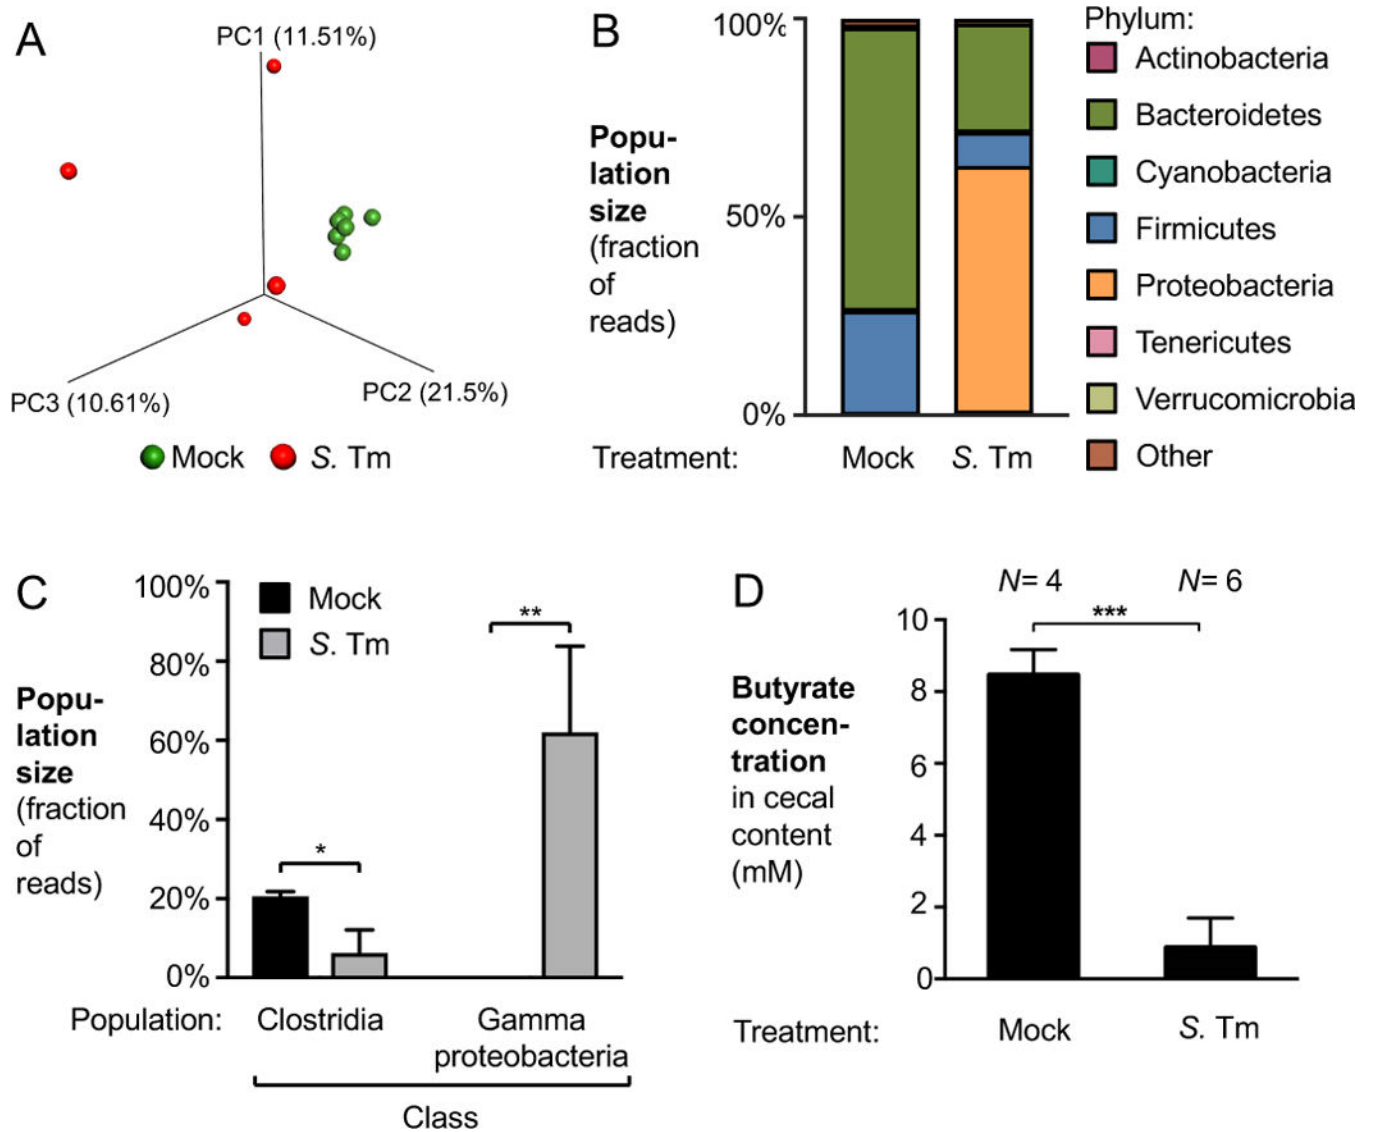 A
PC1 (11.51%)
PC3 (10.61%)
PC2 (21.5%)
Mock
S. Tm
B
100%
50%
0%
Popu-
lation
size
(fraction
of
reads)
Treatment:
Mock
S. Tm
Phylum:
Actinobacteria
Bacteroidetes
Cyanobacteria
Firmicutes
Proteobacteria
Tenericutes
Verrucomicrobia
Other
C
100%
80%
60%
40%
20%
0%
Mock
S. Tm
Popu-
lation
size
(fraction
of
reads)
*
**
Population:
Clostridia
Gamma
proteobacteria
Class
D
N= 4
N= 6
***
10
8
6
4
2
0
Butyrate
concen-
tration
in cecal
content
(mM)
Treatment:
Mock
S. Tm